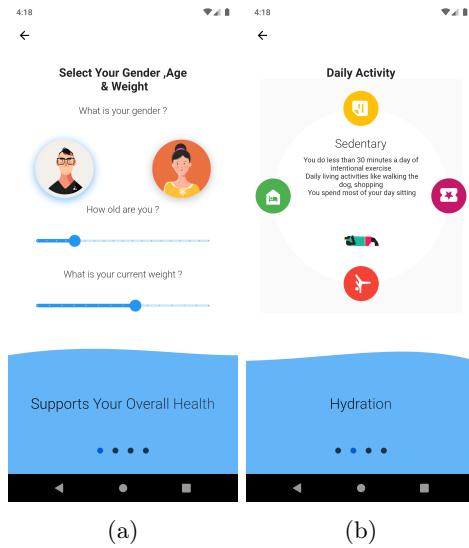 4:18
Select Your Gender ,Age
& Weight
What is your gender ?
How old are you ?
What is your current weight ?
Supports Your Overall Health
(a)
4:18
Daily Activity
Sedentary
You do less than 30 minutes a day of
intentional exercise
Daily living activities like walking the
dog, shopping
You spend most of your day sitting
Hydration
(b)